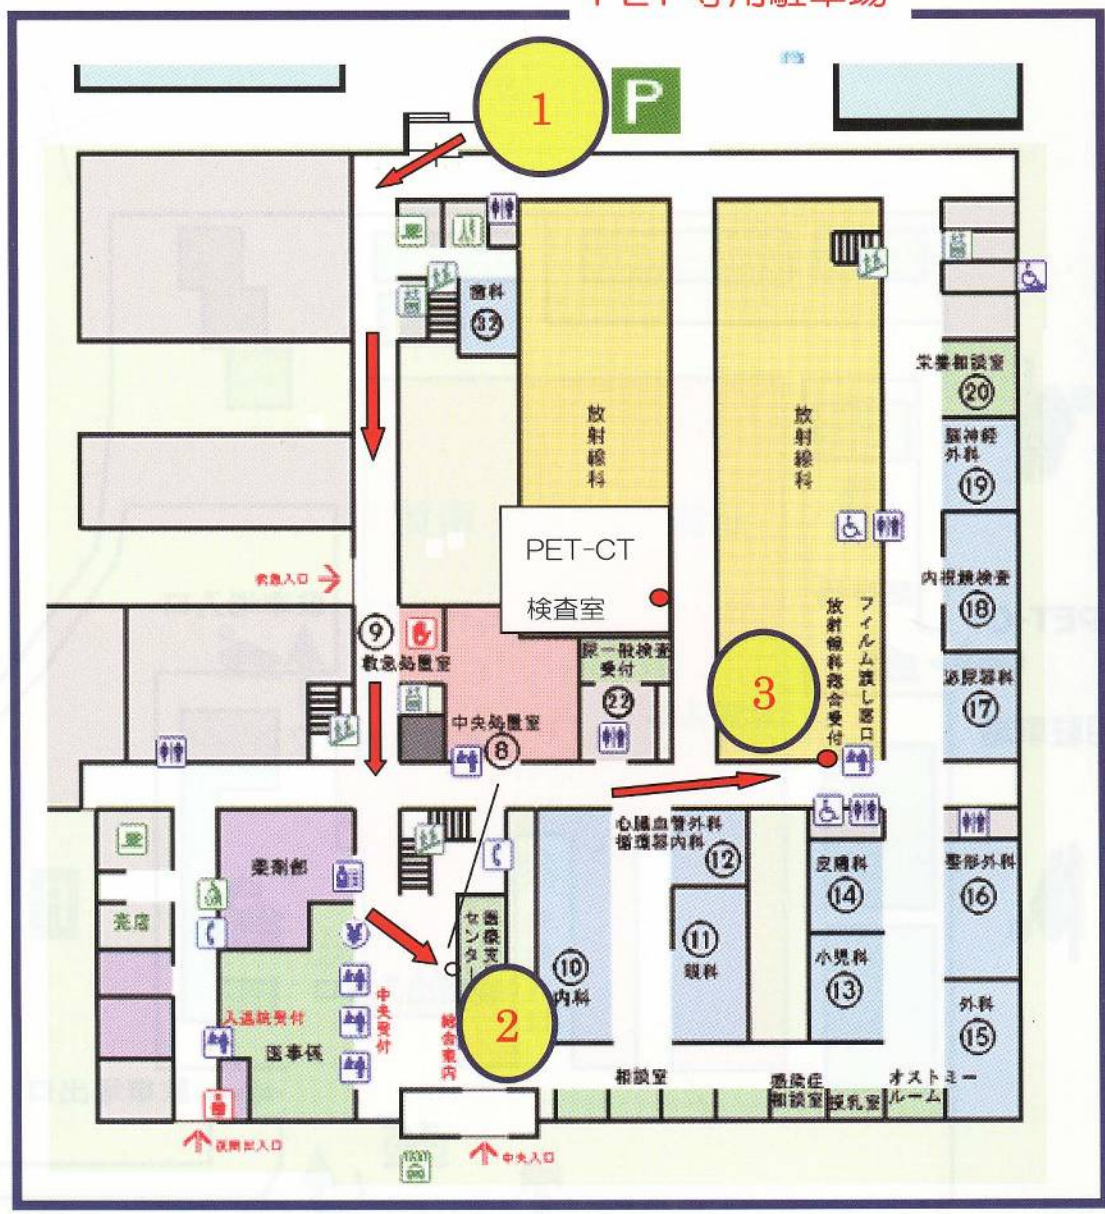 PET専用駐車場
1
P
歯科
32
放射線科
放射線科
栄養相談室
20
脳神経
外科
19
PET-CT
検査室
内視鏡検査
18
救急入口
9
救急処置室
尿一般検査
受付
22
中央処置室
8
3
放射線科総合受付
フイルム渡し窓口
泌尿器科
17
薬剤部
売店
心臓血管外科
循環器内科
12
皮膚科
14
整形外科
16
医療支援
センター
10
内科
11
眼科
小児科
13
外科
15
入退院受付
医事係
中央受付
総合案内
2
相談室
感染症
相談室
授乳室
オストミー
ルーム
夜間出入口
中央入口